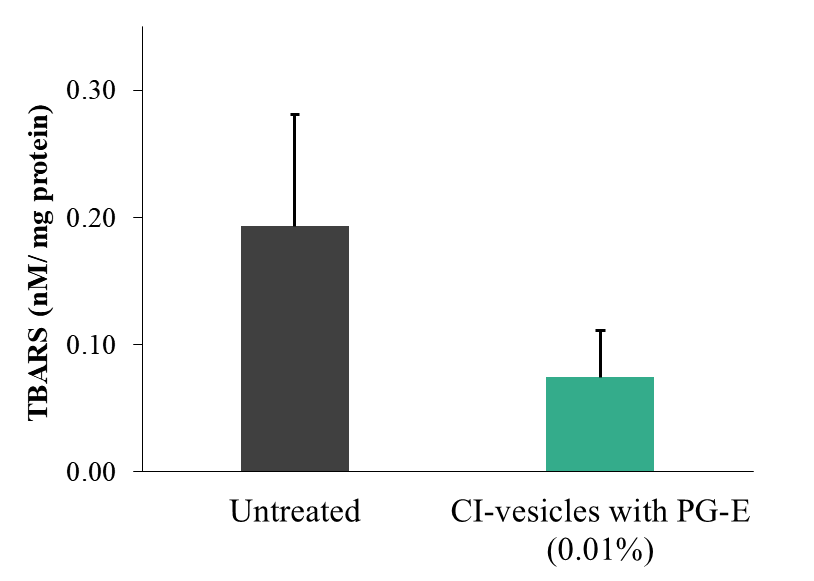 TBARS (nM/ mg protein)
0.30
0.20
0.10
0.00
Untreated
CI-vesicles with PG-E
(0.01%)